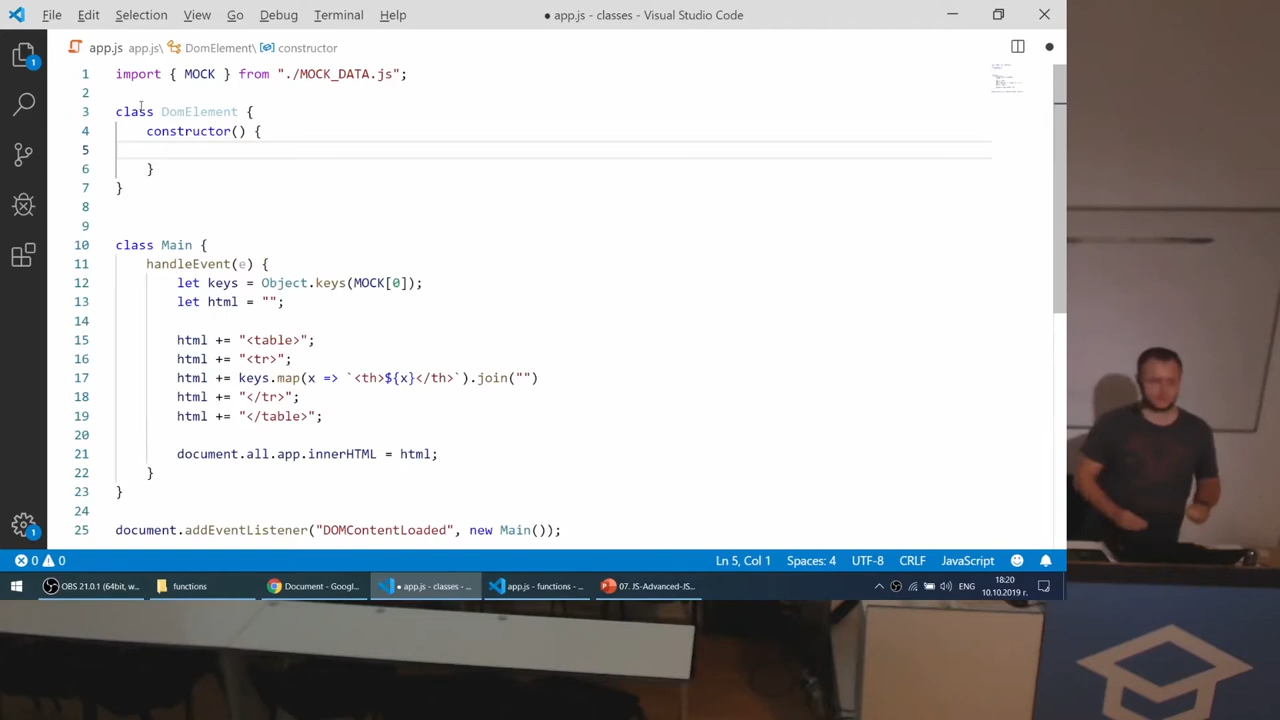 File Edit Selection View Go Debug Terminal Help
● app.js - classes - Visual Studio Code
app.js app.js\ DomElement\ constructor
1 import { MOCK } from "./MOCK_DATA.js";
2
3 class DomElement {
4 constructor() {
5
6 }
7 }
8
9
10 class Main {
11 handleEvent(e) {
12 let keys = Object.keys(MOCK[0]);
13 let html = "";
14
15 html += "<table>";
16 html += "<tr>";
17 html += keys.map(x => `<th>${x}</th>`).join("")
18 html += "</tr>";
19 html += "</table>";
20
21 document.all.app.innerHTML = html;
22 }
23 }
24
25 document.addEventListener("DOMContentLoaded", new Main());
1
1
0 0
Ln 5, Col 1 Spaces: 4 UTF-8 CRLF JavaScript
OBS 21.0.1 (64bit, w...
functions
Document - Googl...
● app.js - classes - ...
app.js - functions - ...
07. JS-Advanced-JS...
ENG
18:20
10.10.2019 г.